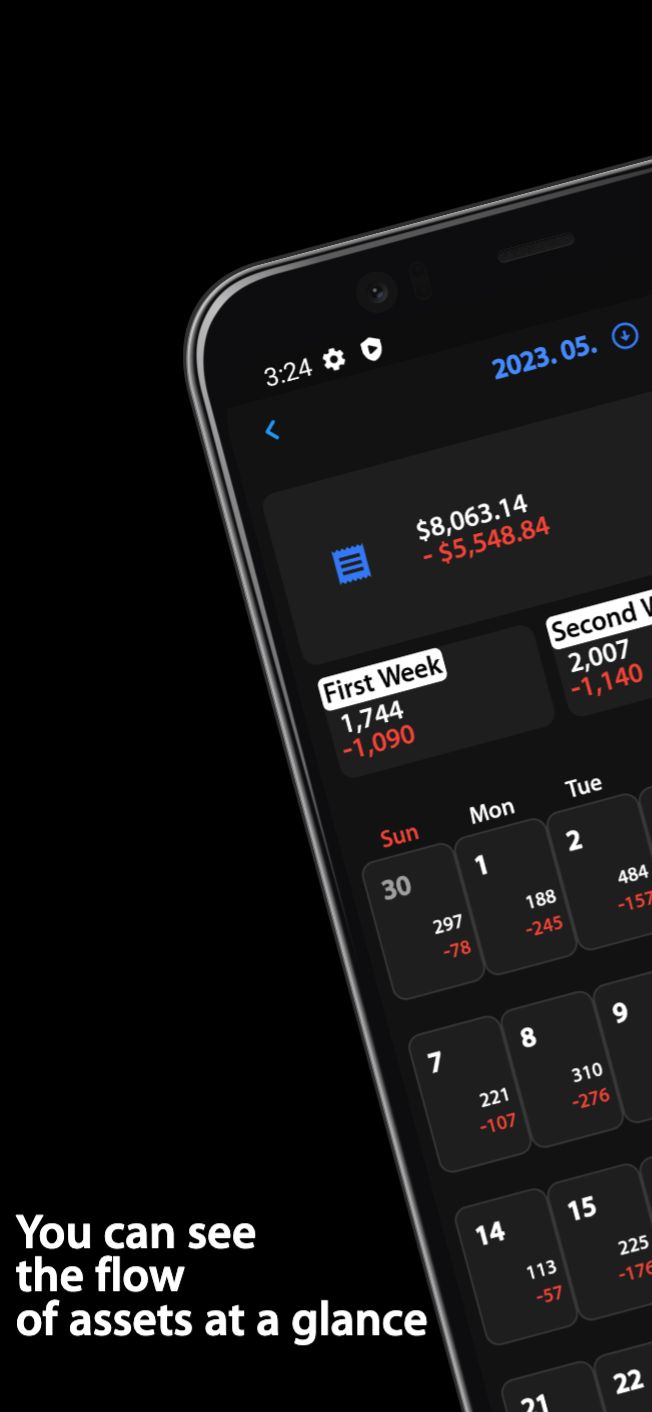 3:24
2023. 05.
$8,063.14
- $5,548.84
First Week
1,744
-1,090
Second W
2,007
-1,140
Sun Mon Tue
30 1 2
297 188 484
-78 -245 -157
7 8 9
221 310
-107 -276
14 15
113 225
-57 -176
21 22
You can see
the flow
of assets at a glance